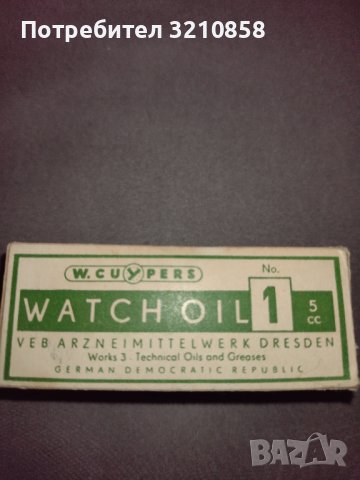 Потребител 3210858
W. CUYPERS
No.
WATCH OIL 1 5 cc
VEB ARZNEIMITTELWERK DRESDEN
Works 3 - Technical Oils and Greases
GERMAN DEMOCRATIC REPUBLIC
BAZAR